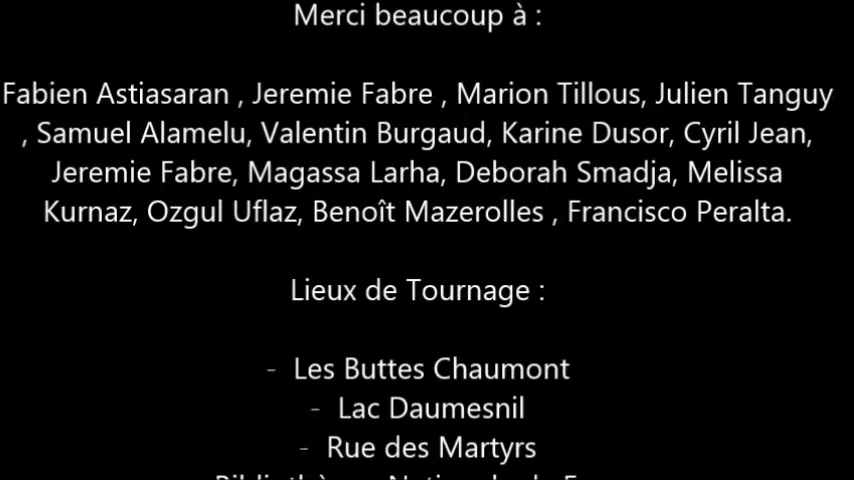 Merci beaucoup à :
Fabien Astiasaran , Jeremie Fabre , Marion Tillous, Julien Tanguy
, Samuel Alamelu, Valentin Burgaud, Karine Dusor, Cyril Jean,
Jeremie Fabre, Magassa Larha, Deborah Smadja, Melissa
Kurnaz, Ozgul Uflaz, Benoît Mazerolles , Francisco Peralta.
Lieux de Tournage :
- Les Buttes Chaumont
- Lac Daumesnil
- Rue des Martyrs